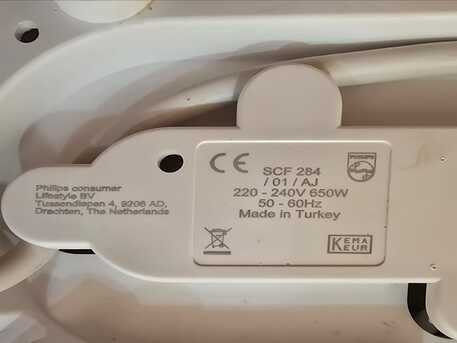 Philips consumer
Lifestyle BV
Tussendiepen 4, 9206 AD,
Drachten, The Netherlands
CE
SCF 284
/ 01 / AJ
220 - 240V 650W
50 - 60Hz
Made in Turkey
PHILIPS
KEMA
KEUR